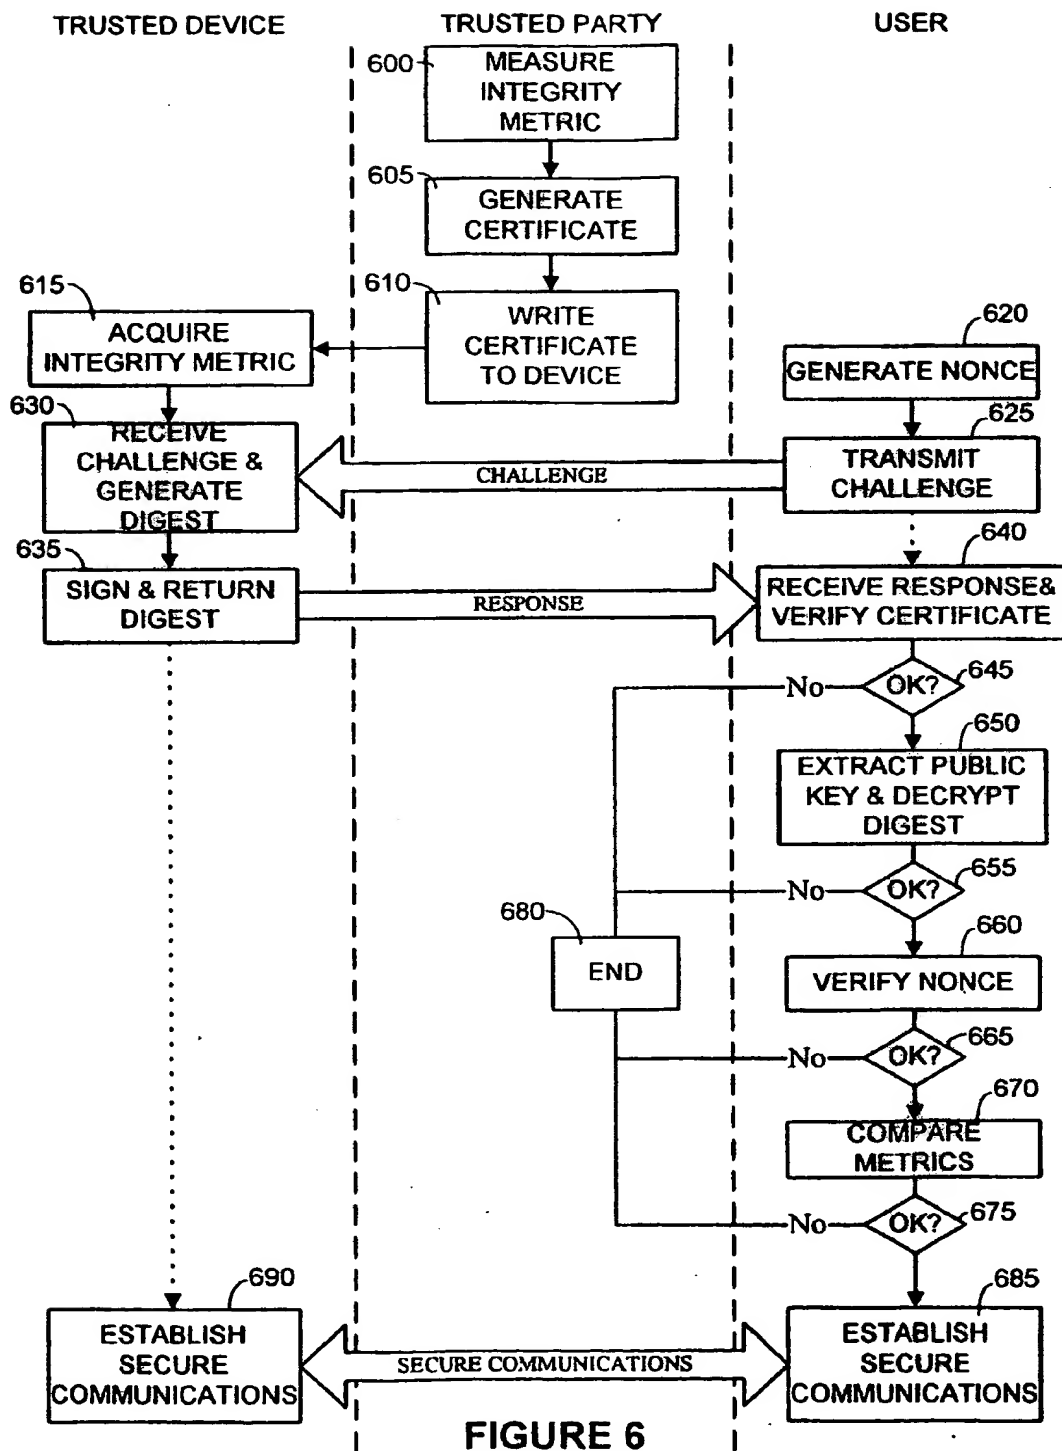 TRUSTED DEVICE
TRUSTED PARTY
USER
600
MEASURE
INTEGRITY
METRIC
605
GENERATE
CERTIFICATE
610
WRITE
CERTIFICATE
TO DEVICE
615
ACQUIRE
INTEGRITY METRIC
620
GENERATE NONCE
625
TRANSMIT
CHALLENGE
CHALLENGE
630
RECEIVE
CHALLENGE &
GENERATE
DIGEST
635
SIGN & RETURN
DIGEST
RESPONSE
640
RECEIVE RESPONSE&
VERIFY CERTIFICATE
645
OK?
No
650
EXTRACT PUBLIC
KEY & DECRYPT
DIGEST
655
OK?
No
680
END
660
VERIFY NONCE
665
OK?
No
670
COMPARE
METRICS
675
OK?
No
690
ESTABLISH
SECURE
COMMUNICATIONS
SECURE COMMUNICATIONS
685
ESTABLISH
SECURE
COMMUNICATIONS
FIGURE 6